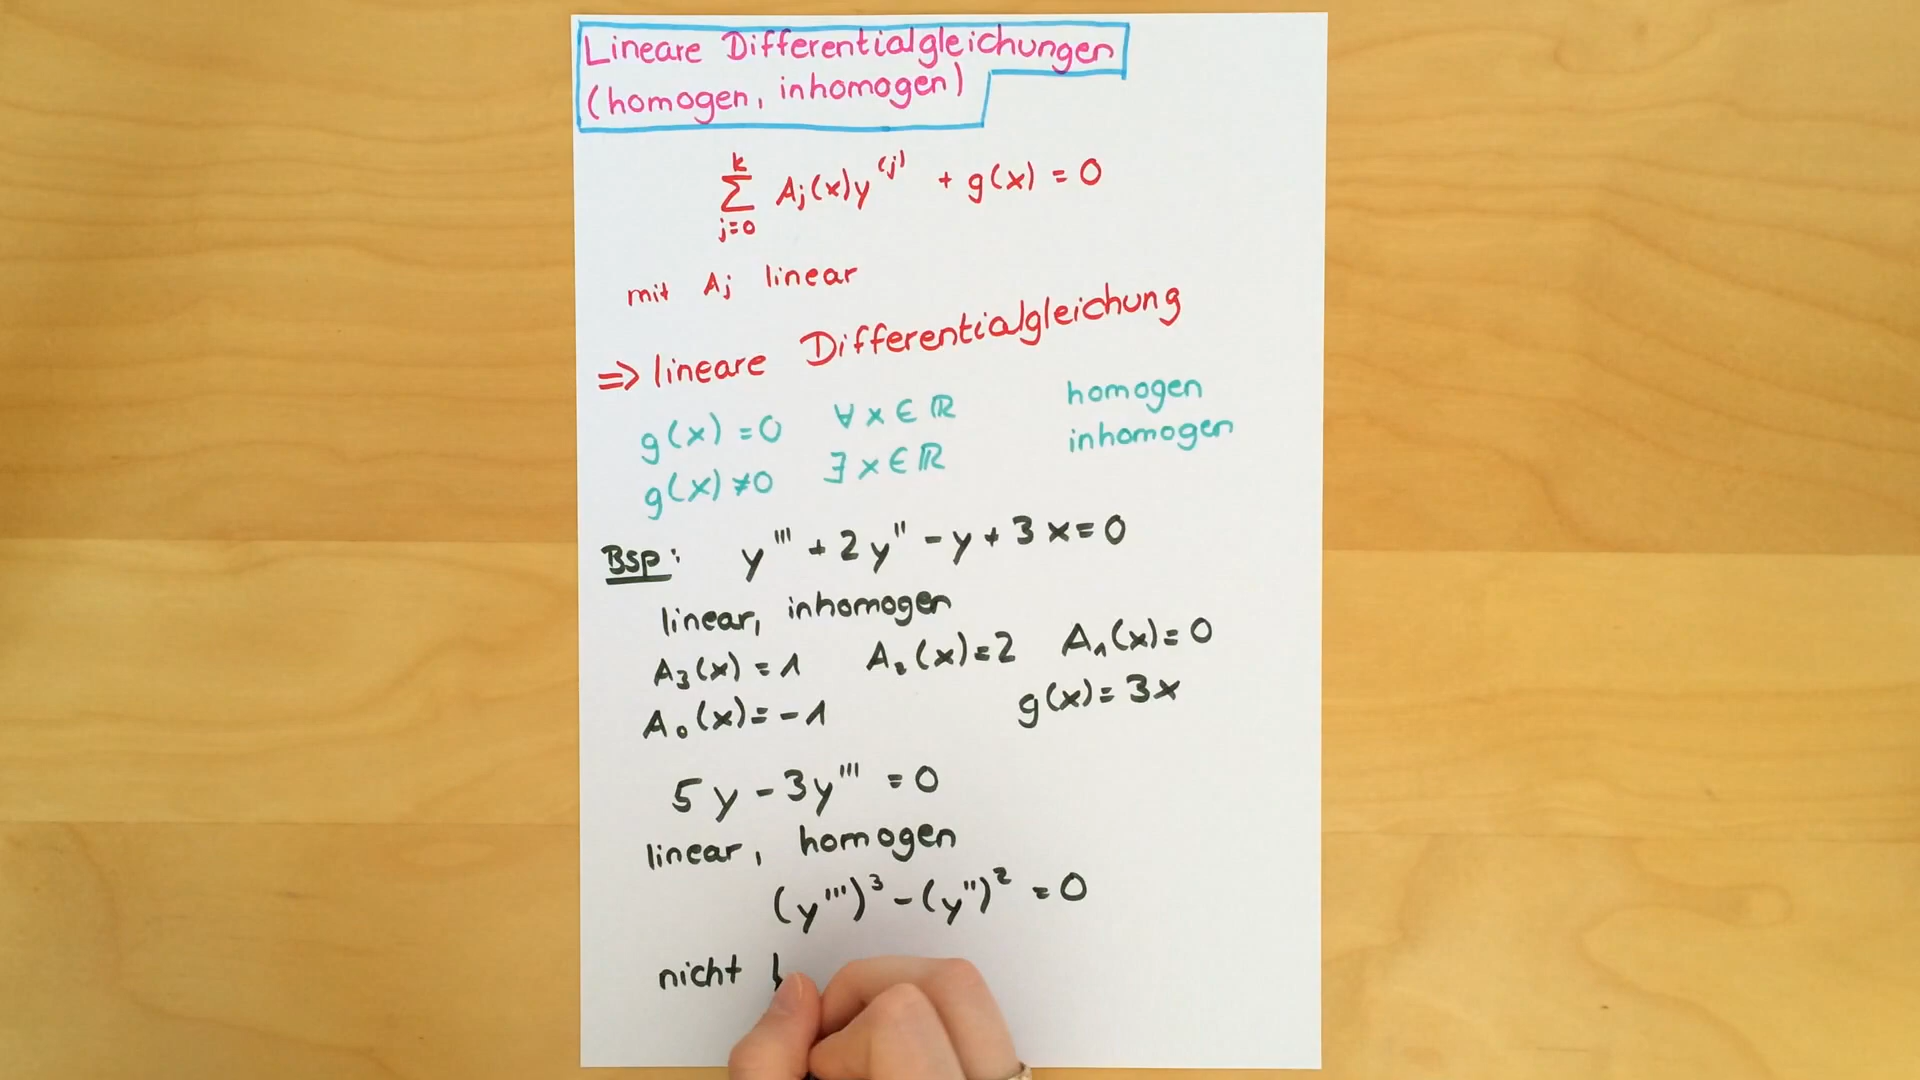 Lineare Differentialgleichungen
(homogen, inhomogen)
k
∑ Aⱼ(x)y⁽ʲ⁾ + g(x) = 0
j=0
mit Aⱼ linear
⇒ lineare Differentialgleichung
g(x) = 0 ∀ x ∈ ℝ homogen
g(x) ≠ 0 ∃ x ∈ ℝ inhomogen
Bsp: y''' + 2y'' - y + 3x = 0
linear, inhomogen
A₃(x) = 1 A₂(x) = 2 A₁(x) = 0
A₀(x) = -1 g(x) = 3x
5y - 3y''' = 0
linear, homogen
(y''')³ - (y'')² = 0
nicht l